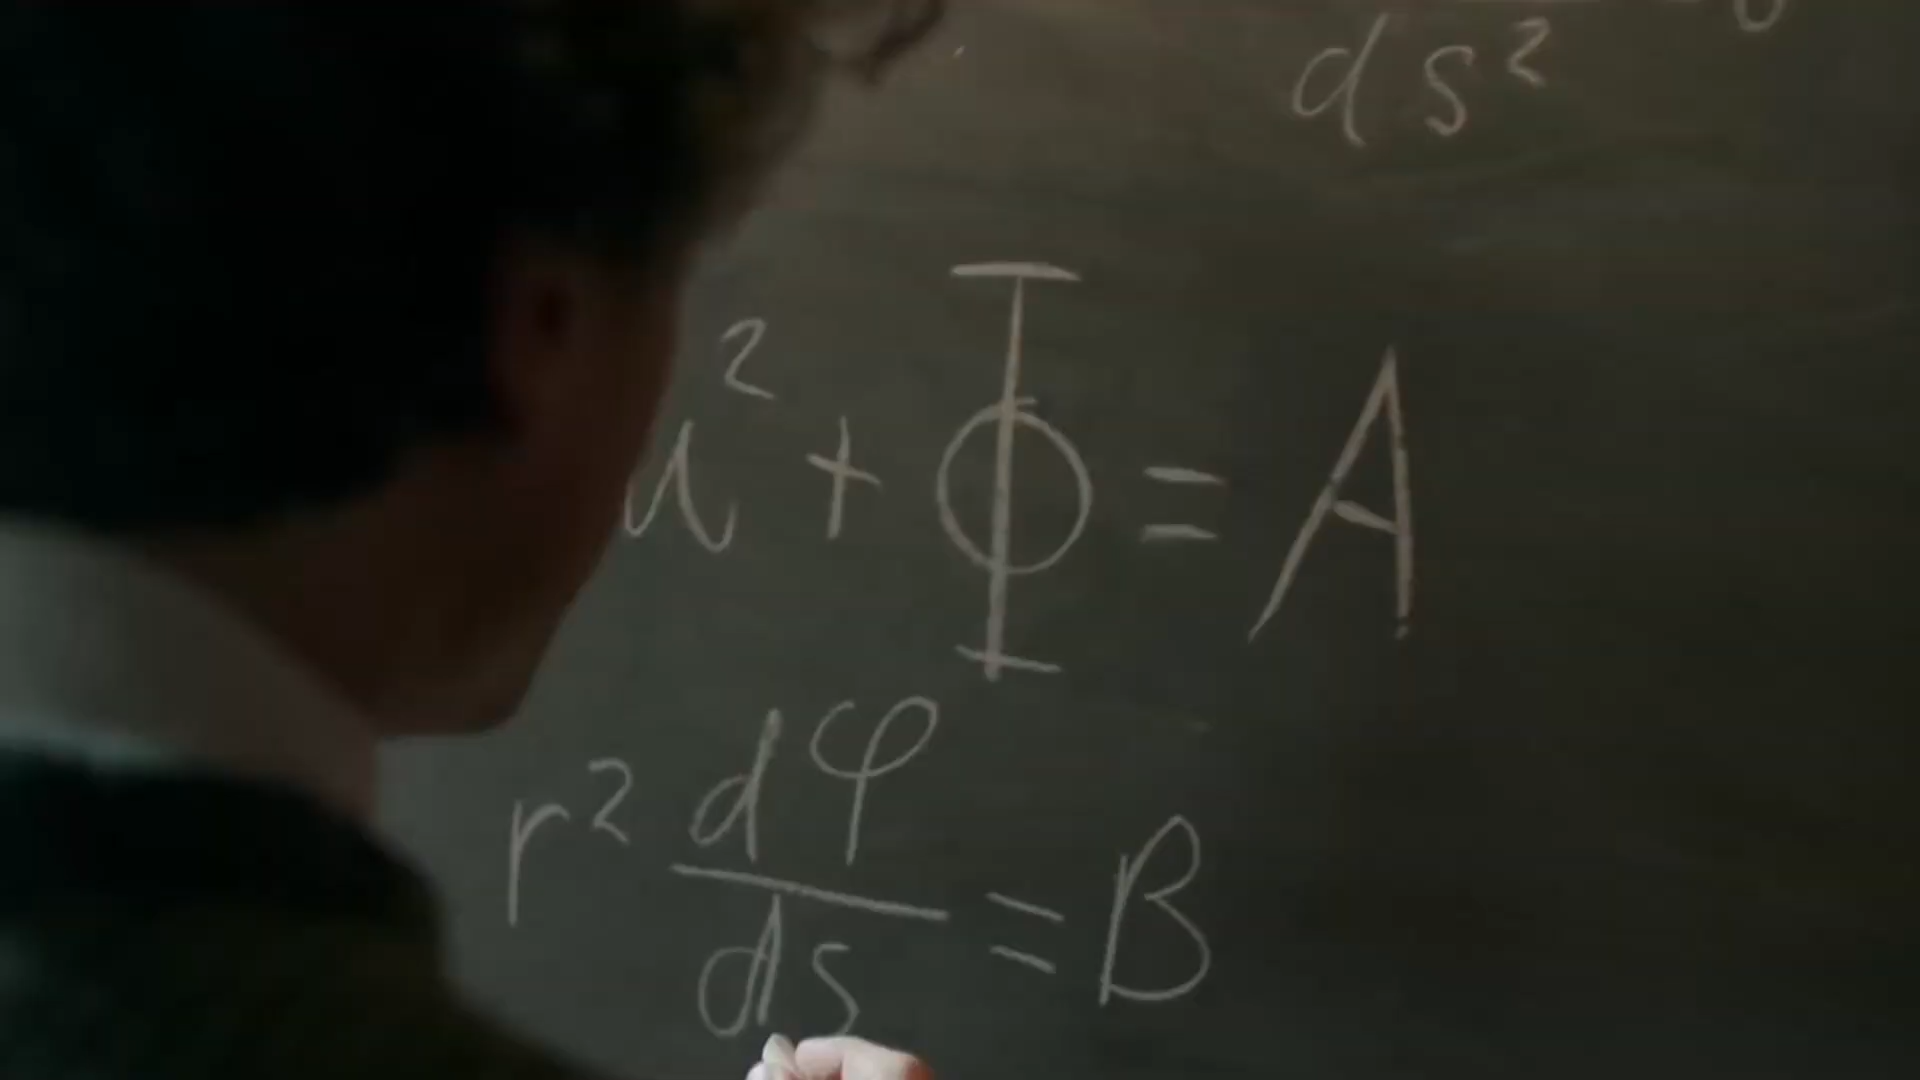 ds²
u² + Φ = A
r² dφ/ds = B